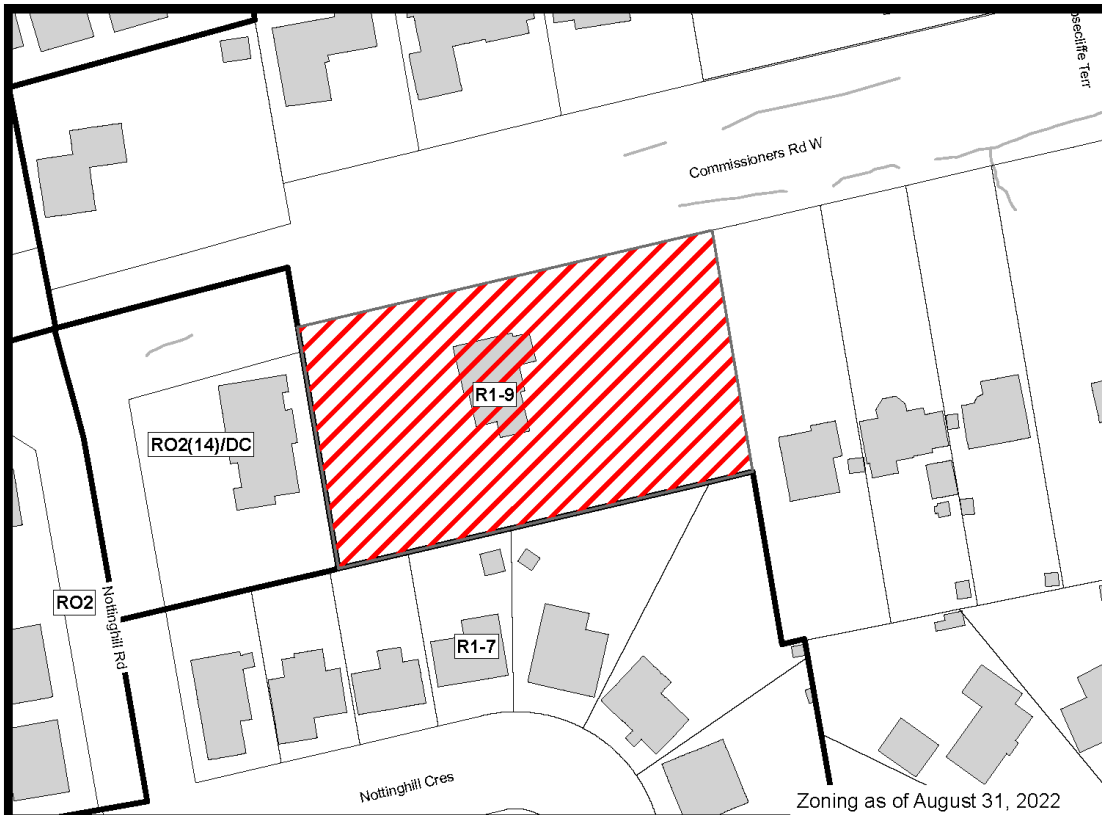 Commissioners Rd W
R1-9
RO2(14)/DC
RO2
Nottinghill Rd
R1-7
Nottinghill Cres
Zoning as of August 31, 2022
Terr